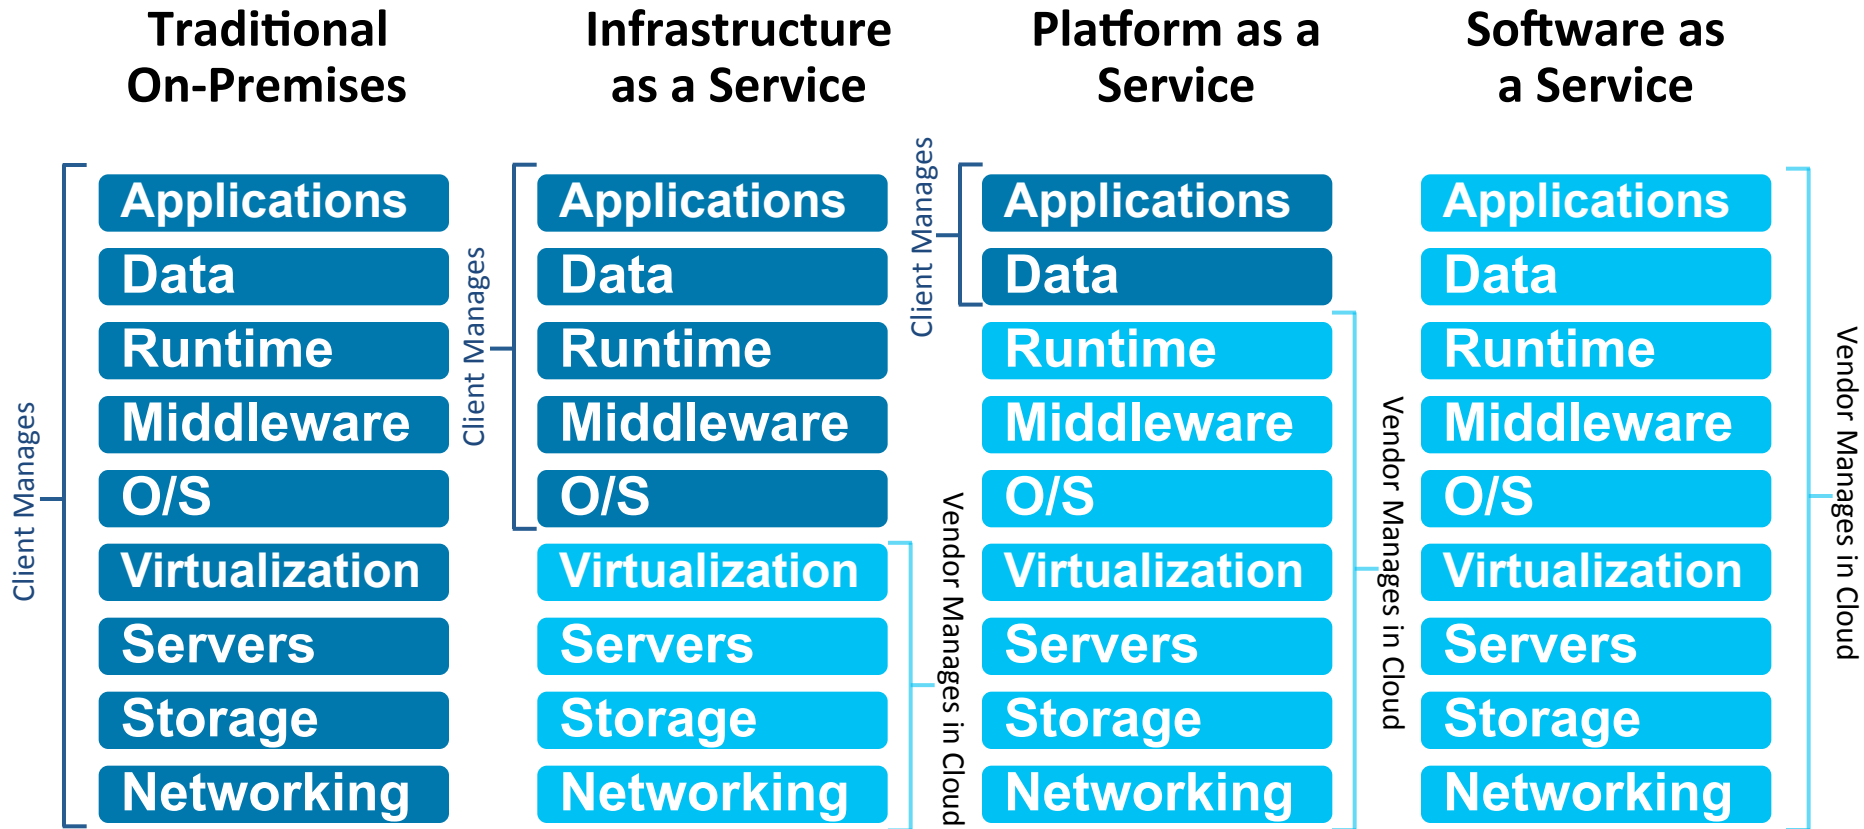 Traditional
On-Premises
Client Manages
Applications
Data
Runtime
Middleware
O/S
Virtualization
Servers
Storage
Networking
Infrastructure
as a Service
Client Manages
Applications
Data
Runtime
Middleware
O/S
Virtualization
Servers
Storage
Networking
Vendor Manages in Cloud
Platform as a
Service
Client Manages
Applications
Data
Runtime
Middleware
O/S
Virtualization
Servers
Storage
Networking
Vendor Manages in Cloud
Software as
a Service
Applications
Data
Runtime
Middleware
O/S
Virtualization
Servers
Storage
Networking
Vendor Manages in Cloud